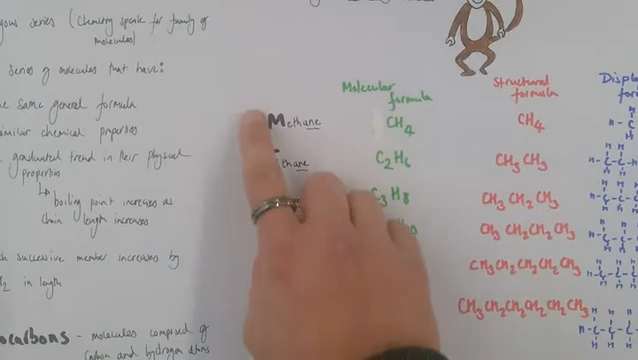 gous series (Chemistry speak for family of
molecules)
series of molecules that have:
same general formula
similar chemical properties
graduated trend in their physical
properties
↳ boiling point increases as
chain length increases
successive member increases by
in length
ocarbons - molecules composed of
carbon and hydrogen atoms
Methane
thane
Molecular
formula
CH4
C2H6
C3H8
Structural
formula
CH4
CH3 CH3
CH3 CH2 CH3
CH3 CH2 CH2 CH3
CH3 CH2 CH2 CH2 CH3
CH3 CH2 CH2 CH2 CH2 CH3
Displa
for